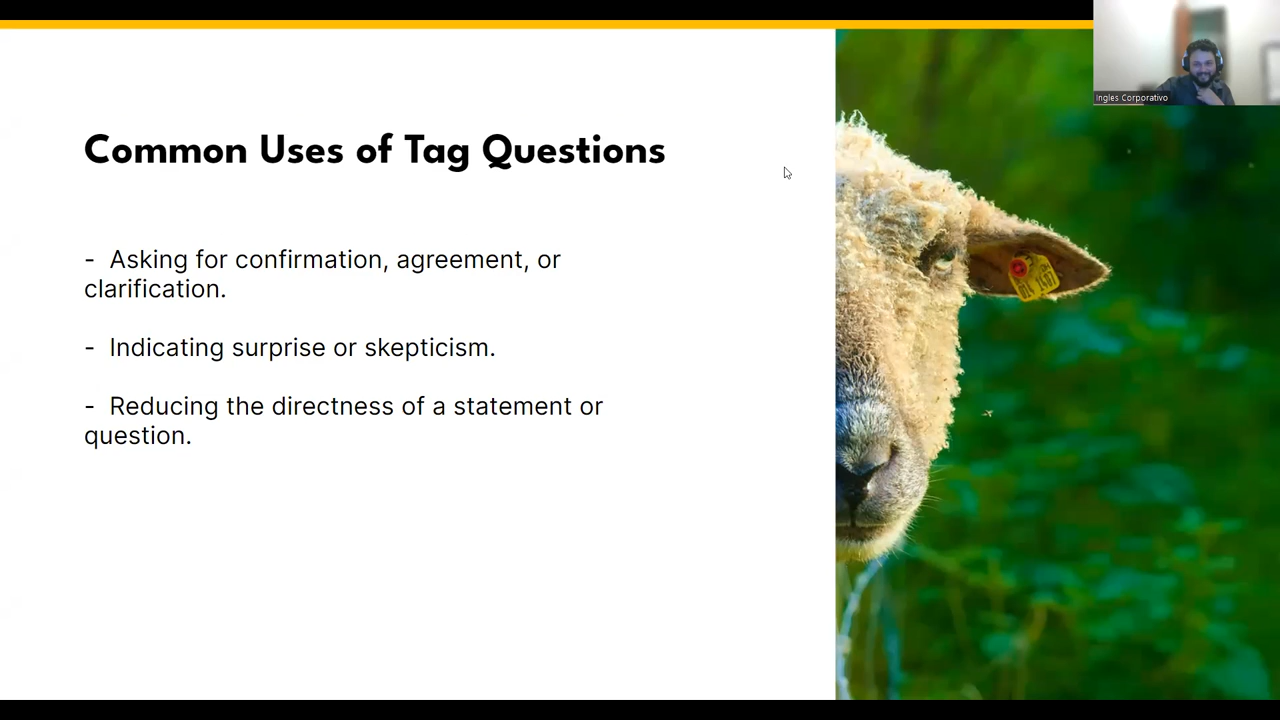 Common Uses of Tag Questions
- Asking for confirmation, agreement, or
clarification.
- Indicating surprise or skepticism.
- Reducing the directness of a statement or
question.
Ingles Corporativo